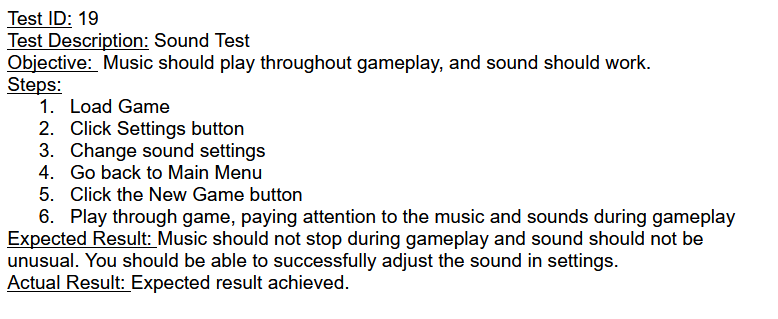 Test ID: 19
Test Description: Sound Test
Objective:  Music should play throughout gameplay, and sound should work.
Steps:
1. Load Game
2. Click Settings button
3. Change sound settings
4. Go back to Main Menu
5. Click the New Game button
6. Play through game, paying attention to the music and sounds during gameplay
Expected Result: Music should not stop during gameplay and sound should not be
unusual. You should be able to successfully adjust the sound in settings.
Actual Result: Expected result achieved.